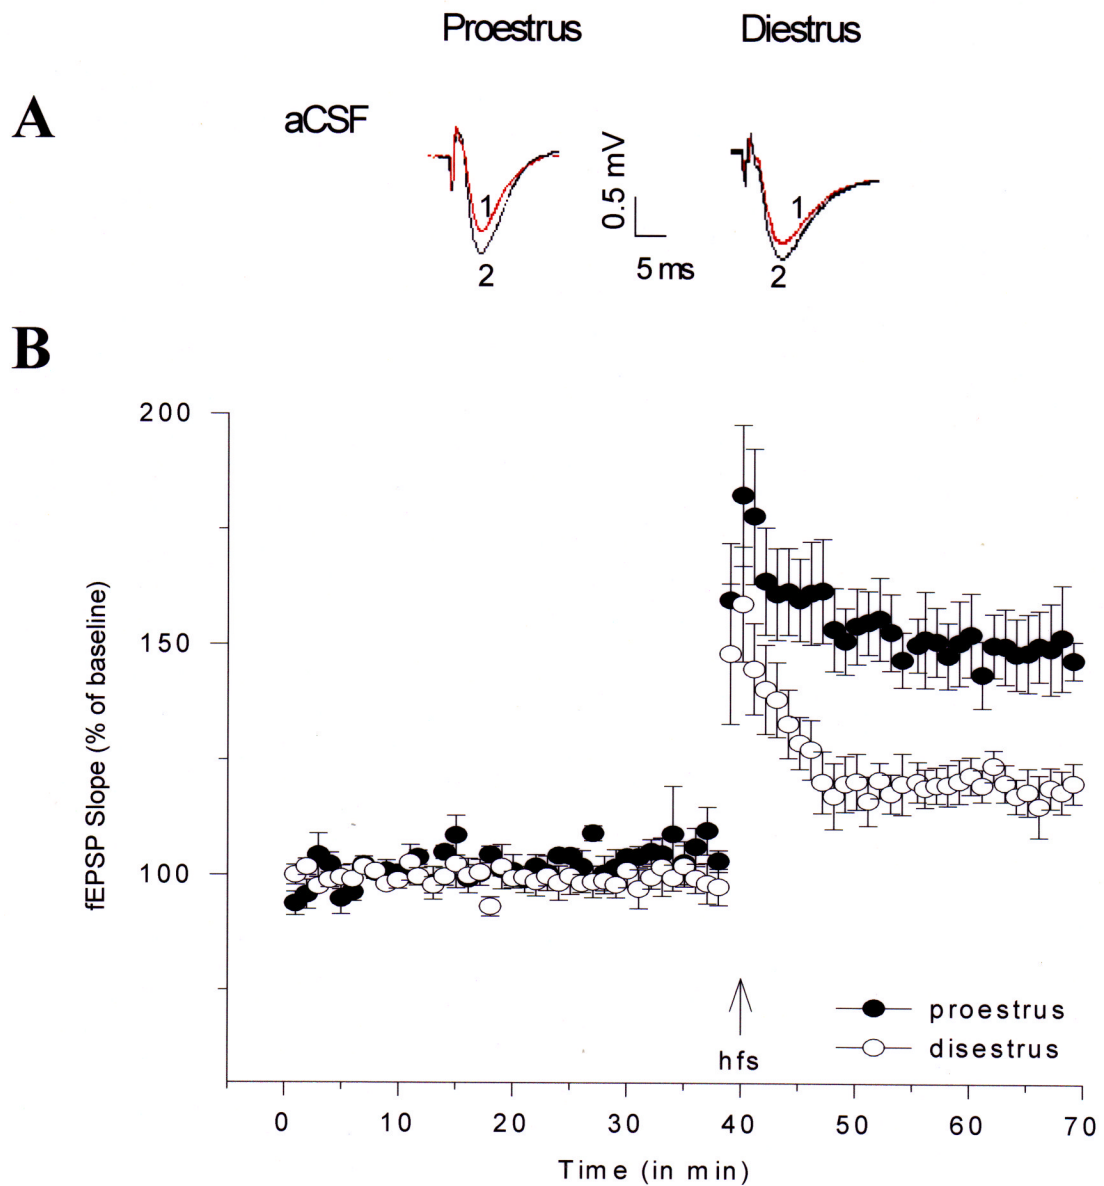 Proestrus Diestrus
A
aCSF
1
2
0.5 mV
5 ms
1
2
B
fEPSP Slope (% of baseline)
200
150
100
hfs
proestrus
disestrus
0 10 20 30 40 50 60 70
Time (in min)